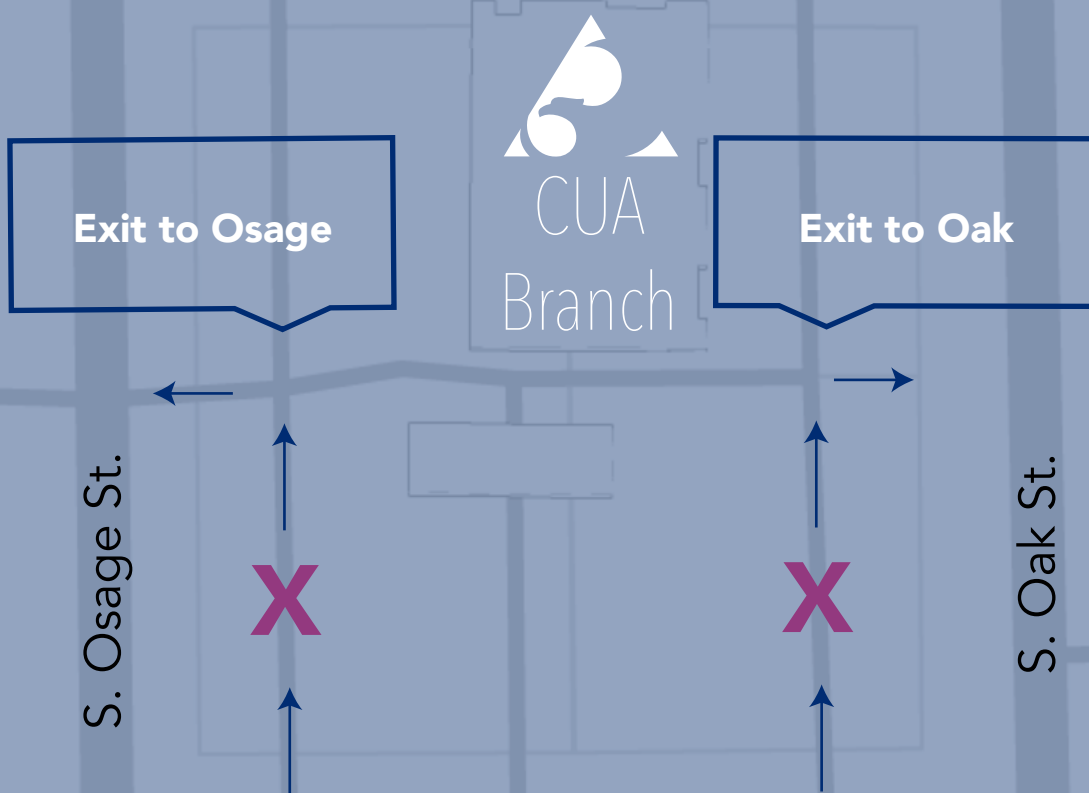 CUA
Branch
Exit to Osage
Exit to Oak
S. Osage St.
S. Oak St.
X
X